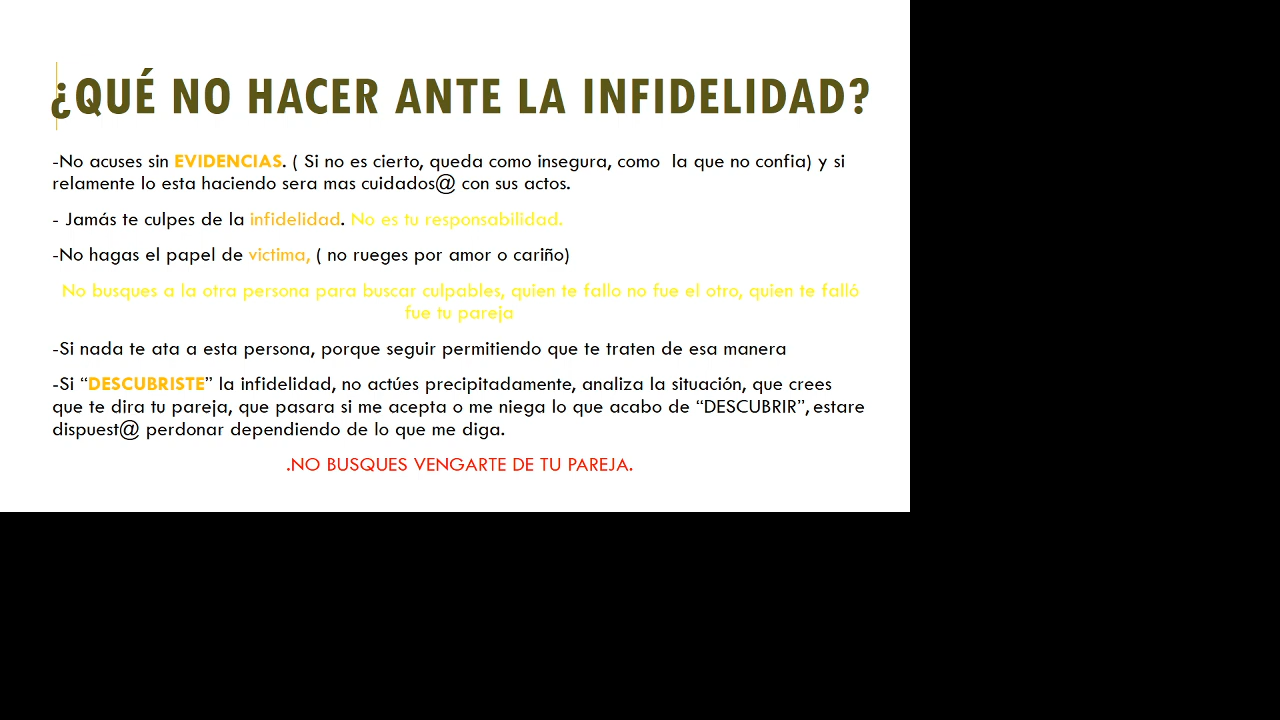 ¿QUÉ NO HACER ANTE LA INFIDELIDAD?
-No acuses sin EVIDENCIAS. ( Si no es cierto, queda como insegura, como  la que no confia) y si
relamente lo esta haciendo sera mas cuidados@ con sus actos.
- Jamás te culpes de la infidelidad. No es tu responsabilidad.
-No hagas el papel de victima, ( no rueges por amor o cariño)
No busques a la otra persona para buscar culpables, quien te fallo no fue el otro, quien te falló
fue tu pareja
-Si nada te ata a esta persona, porque seguir permitiendo que te traten de esa manera
-Si “DESCUBRISTE” la infidelidad, no actúes precipitadamente, analiza la situación, que crees
que te dira tu pareja, que pasara si me acepta o me niega lo que acabo de “DESCUBRIR”, estare
dispuest@ perdonar dependiendo de lo que me diga.
.NO BUSQUES VENGARTE DE TU PAREJA.